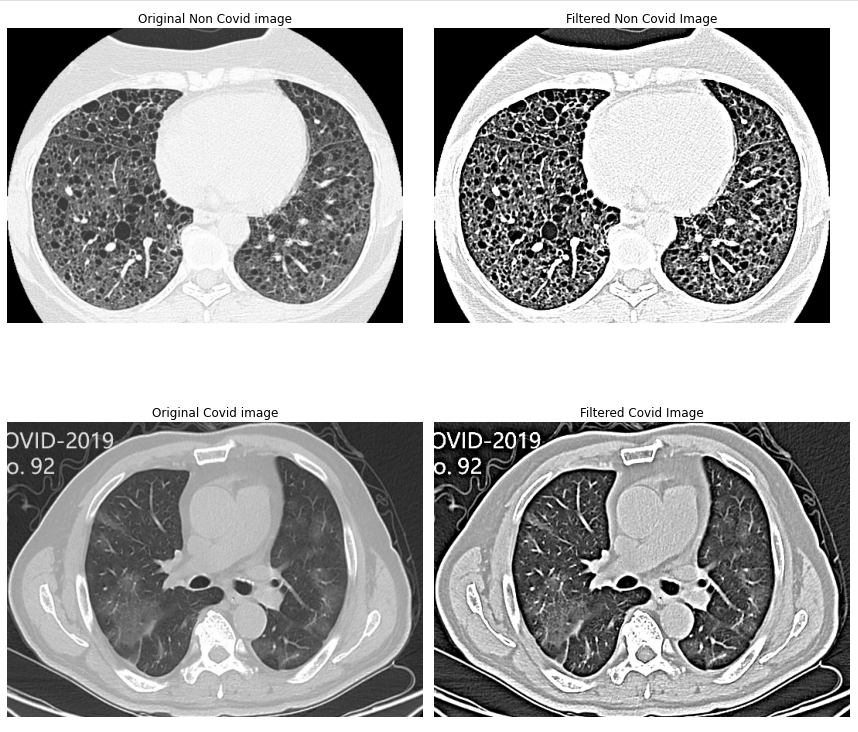 Original Non Covid image
Filtered Non Covid Image
Original Covid image
Filtered Covid Image
OVID-2019
o. 92
OVID-2019
o. 92